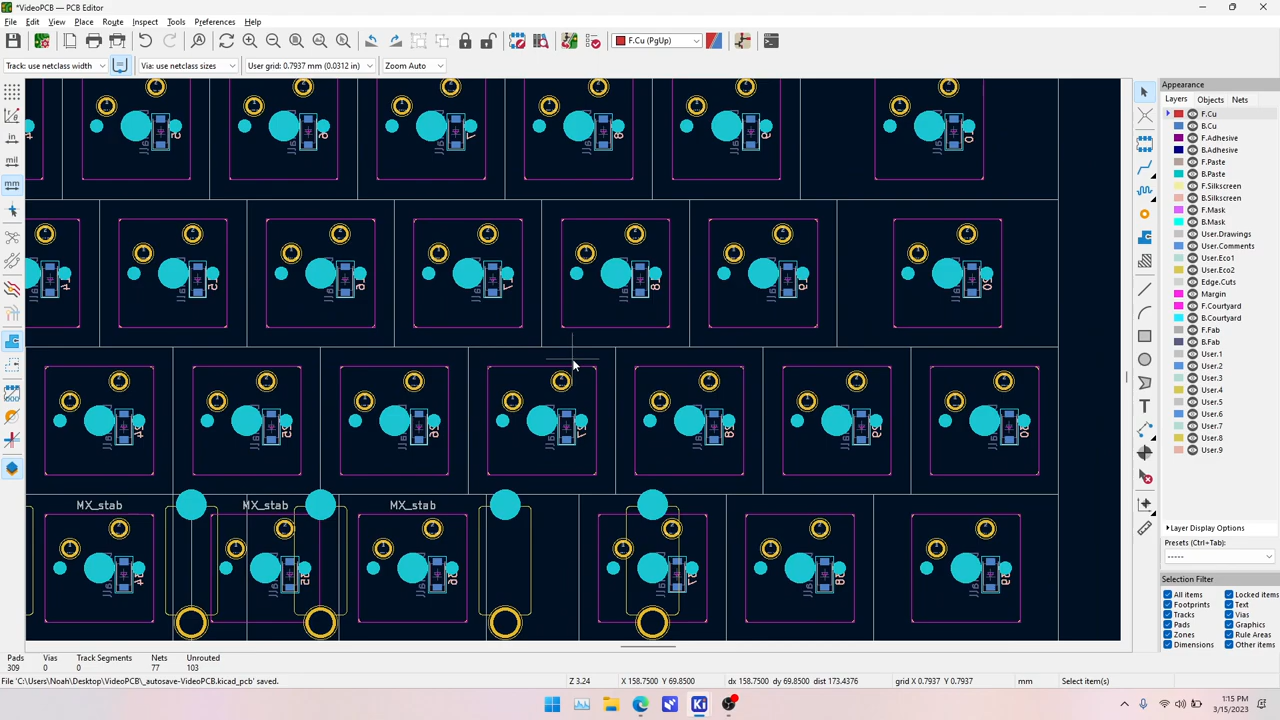 *VideoPCB — PCB Editor
File Edit View Place Route Inspect Tools Preferences Help
F.Cu (PgUp)
Track: use netclass width Via: use netclass sizes User grid: 0.7937 mm (0.0312 in) Zoom Auto
in
mil
mm
MX_stab MX_stab MX_stab
Appearance
Layers Objects Nets
F.Cu
B.Cu
F.Adhesive
B.Adhesive
F.Paste
B.Paste
F.Silkscreen
B.Silkscreen
F.Mask
B.Mask
User.Drawings
User.Comments
User.Eco1
User.Eco2
Edge.Cuts
Margin
F.Courtyard
B.Courtyard
F.Fab
B.Fab
User.1
User.2
User.3
User.4
User.5
User.6
User.7
User.8
User.9
Layer Display Options
Presets (Ctrl+Tab):
-----
Selection Filter
All items Locked items
Footprints Text
Tracks Vias
Pads Graphics
Zones Rule Areas
Dimensions Other items
Pads Vias Track Segments Nets Unrouted
309 0 0 77 103
File 'C:\Users\Noah\Desktop\VideoPCB\_autosave-VideoPCB.kicad_pcb' saved. Z 3.24 X 158.7500 Y 69.8500 dx 158.7500 dy 69.8500 dist 173.4376 grid X 0.7937 Y 0.7937 mm Select item(s)
Ki
1:15 PM
3/15/2023